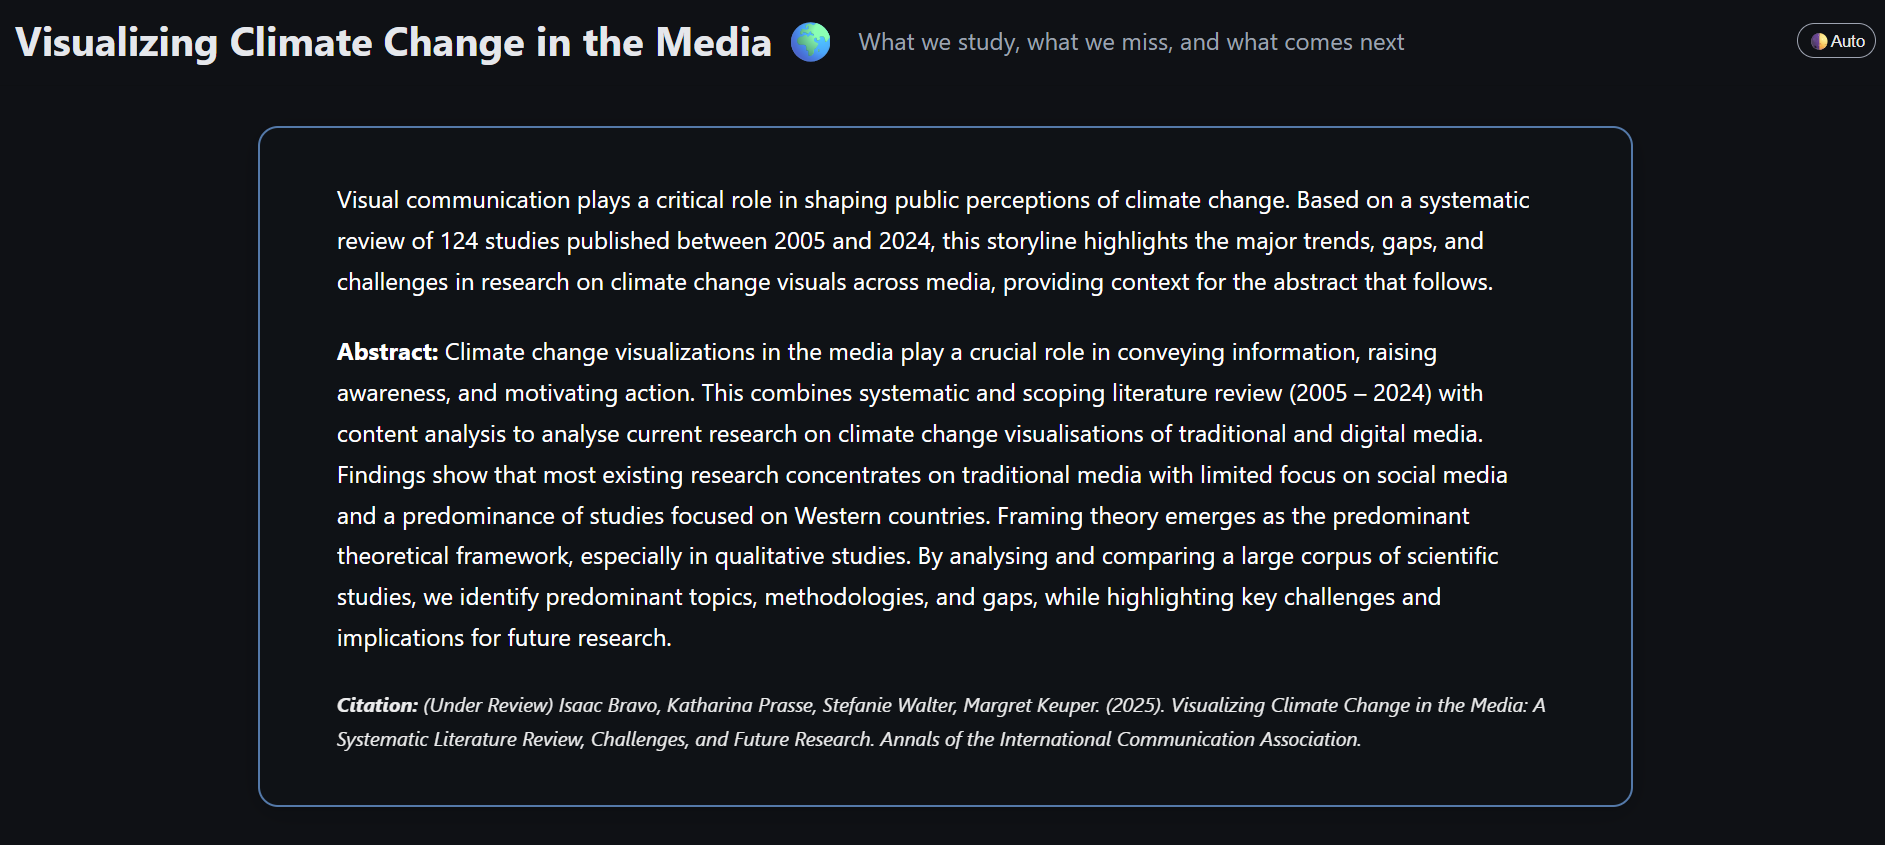 Visualizing Climate Change in the Media
What we study, what we miss, and what comes next
Auto
Visual communication plays a critical role in shaping public perceptions of climate change. Based on a systematic
review of 124 studies published between 2005 and 2024, this storyline highlights the major trends, gaps, and
challenges in research on climate change visuals across media, providing context for the abstract that follows.
Abstract: Climate change visualizations in the media play a crucial role in conveying information, raising
awareness, and motivating action. This combines systematic and scoping literature review (2005 – 2024) with
content analysis to analyse current research on climate change visualisations of traditional and digital media.
Findings show that most existing research concentrates on traditional media with limited focus on social media
and a predominance of studies focused on Western countries. Framing theory emerges as the predominant
theoretical framework, especially in qualitative studies. By analysing and comparing a large corpus of scientific
studies, we identify predominant topics, methodologies, and gaps, while highlighting key challenges and
implications for future research.
Citation: (Under Review) Isaac Bravo, Katharina Prasse, Stefanie Walter, Margret Keuper. (2025). Visualizing Climate Change in the Media: A
Systematic Literature Review, Challenges, and Future Research. Annals of the International Communication Association.